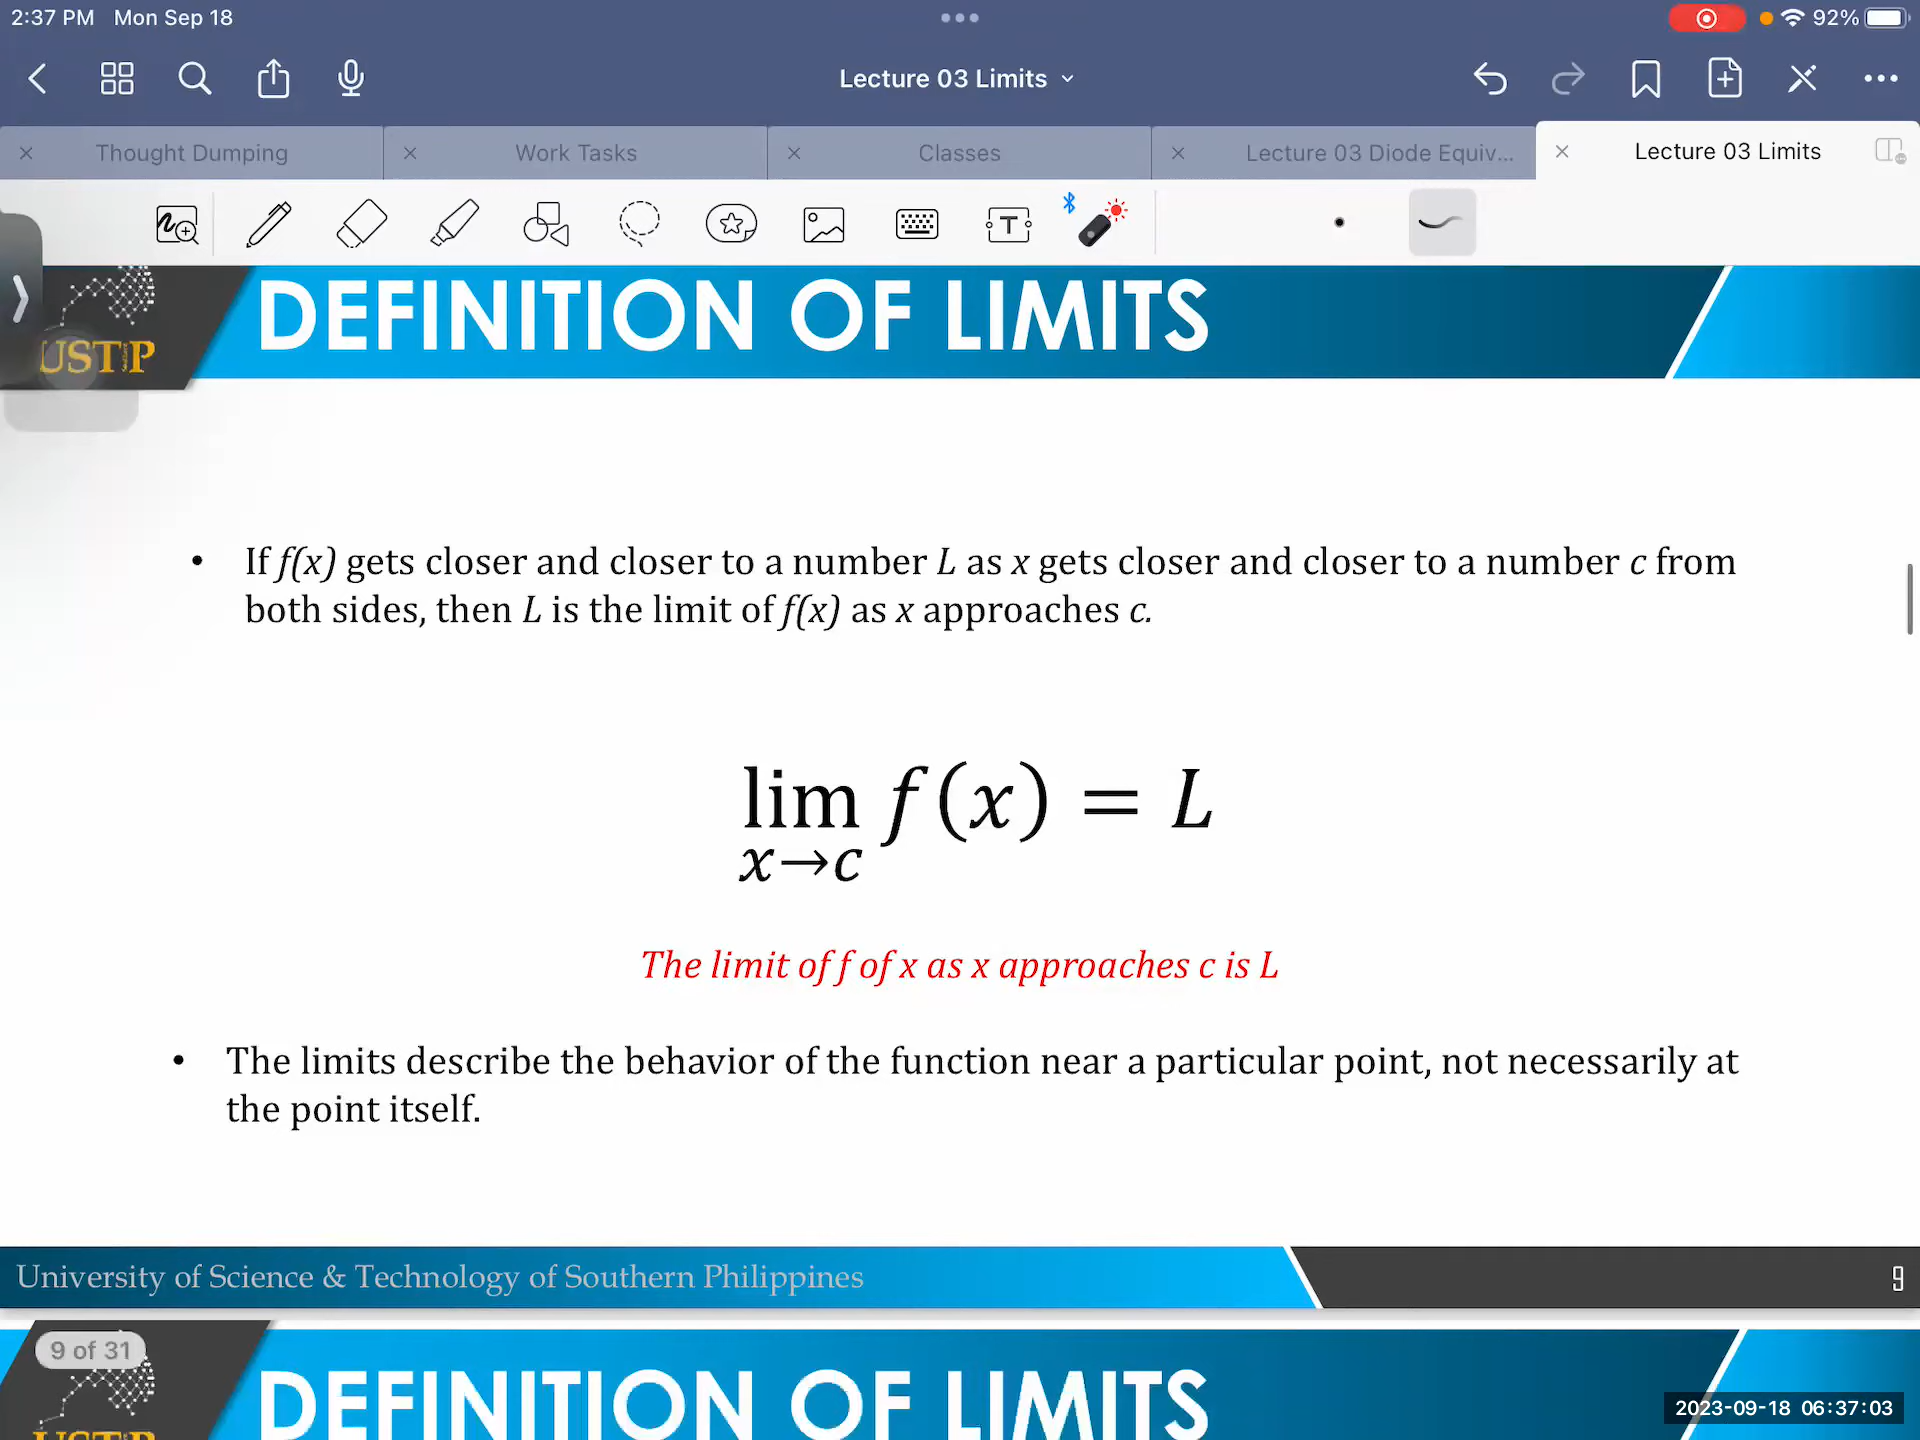 2:37 PM Mon Sep 18
92%
Lecture 03 Limits
Thought Dumping
Work Tasks
Classes
Lecture 03 Diode Equiv...
Lecture 03 Limits
T
DEFINITION OF LIMITS
USTP
• If f(x) gets closer and closer to a number L as x gets closer and closer to a number c from
both sides, then L is the limit of f(x) as x approaches c.
lim f(x) = L
x→c
The limit of f of x as x approaches c is L
• The limits describe the behavior of the function near a particular point, not necessarily at
the point itself.
University of Science & Technology of Southern Philippines
9
9 of 31
DEFINITION OF LIMITS
USTP
2023-09-18 06:37:03